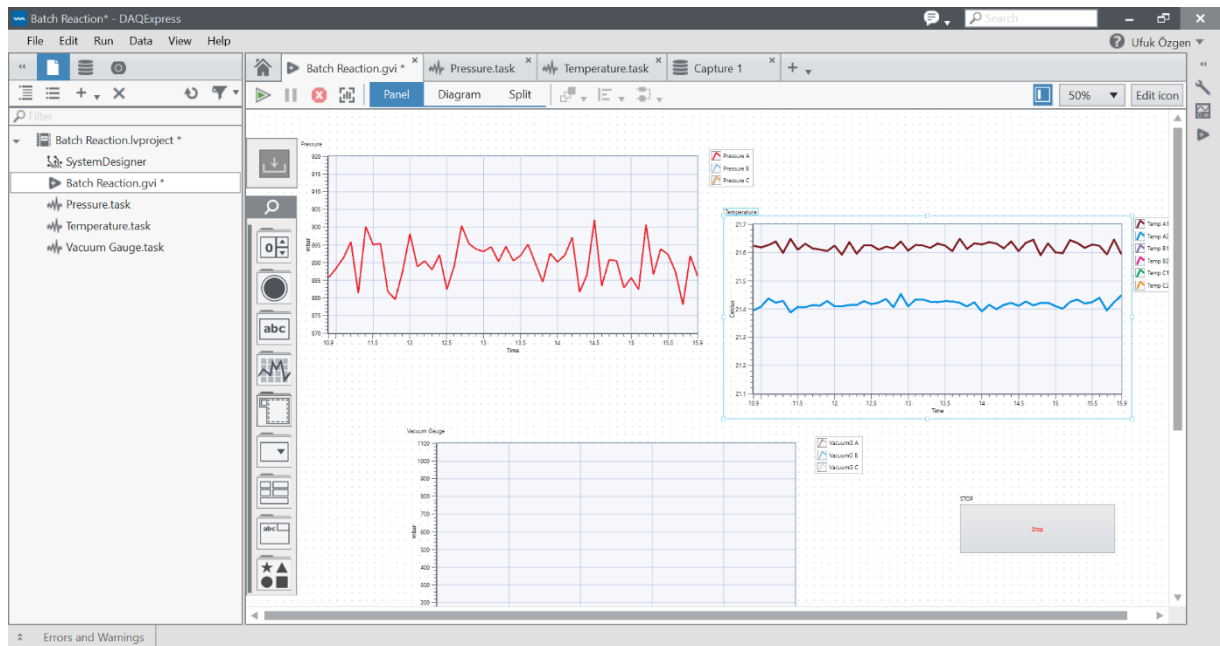 Batch Reaction* - DAQExpress
Search
File Edit Run Data View Help
Ufuk Özgen
Batch Reaction.gvi *
Pressure.task
Temperature.task
Capture 1
Panel Diagram Split
50%
Edit icon
Filter
Batch Reaction.lvproject *
SystemDesigner
Batch Reaction.gvi *
Pressure.task
Temperature.task
Vacuum Gauge.task
abc
abc
Pressure
920
915
910
905
900
895
890
885
880
875
870
mbar
10.9 11.5 12 12.5 13 13.5 14 14.5 15 15.5 15.9
Time
Pressure A
Pressure B
Pressure C
Temperature
21.7
21.6
21.5
21.4
21.3
21.2
21.1
Celcius
10.9 11.5 12 12.5 13 13.5 14 14.5 15 15.5 15.9
Time
Temp A1
Temp A2
Temp B1
Temp B2
Temp C1
Temp C2
Vacuum Gauge
1100
1000
900
800
700
600
500
400
300
200
mbar
VacuumG A
VacuumG B
VacuumG C
STOP
Stop
Errors and Warnings